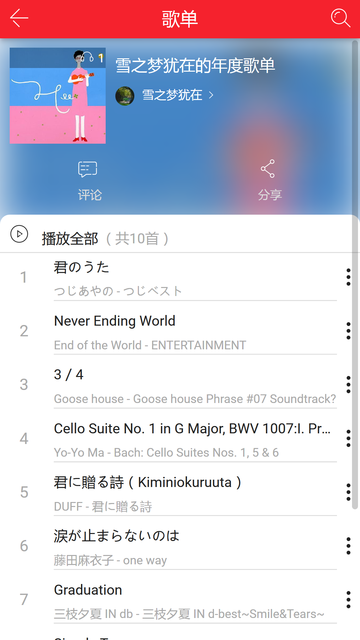 歌单
1
雪之梦犹在的年度歌单
雪之梦犹在
评论
分享
播放全部（共10首）
1
君のうた
つじあやの - つじベスト
2
Never Ending World
End of the World - ENTERTAINMENT
3
3 / 4
Goose house - Goose house Phrase #07 Soundtrack?
4
Cello Suite No. 1 in G Major, BWV 1007:I. Pr…
Yo-Yo Ma - Bach: Cello Suites Nos. 1, 5 & 6
5
君に贈る詩 ( Kiminiokuruuta )
DUFF - 君に贈る詩
6
涙が止まらないのは
藤田麻衣子 - one way
7
Graduation
三枝夕夏 IN db - 三枝夕夏 IN d-best~Smile&Tears~